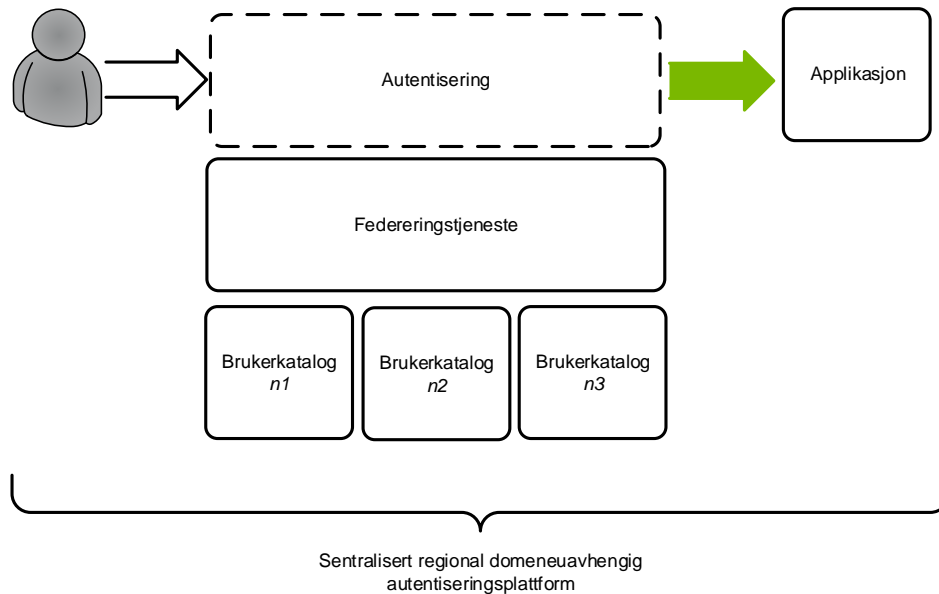 Autentisering
Applikasjon
Federeringstjeneste
Brukerkatalog
n1
Brukerkatalog
n2
Brukerkatalog
n3
Sentralisert regional domeneuavhengig
autentiseringsplattform